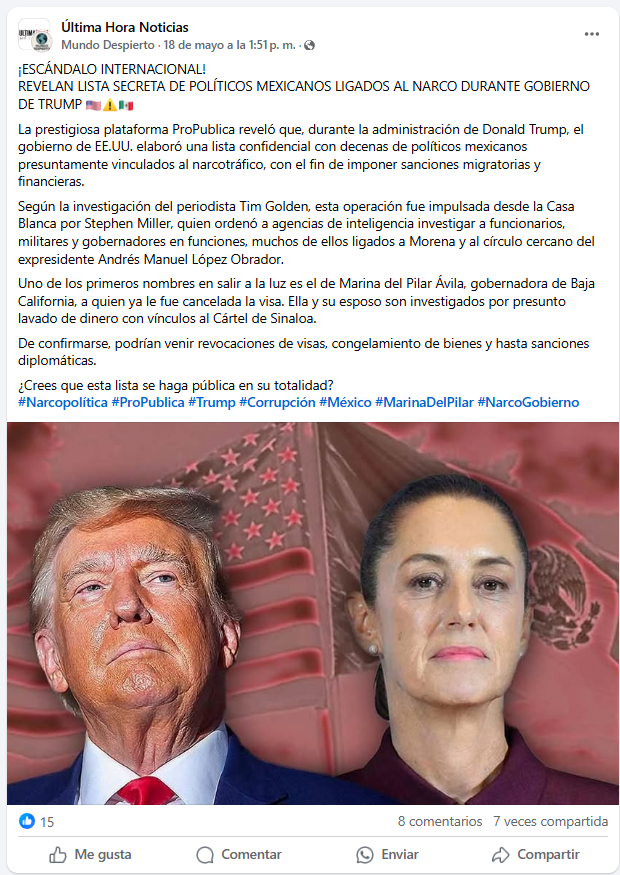 Última Hora Noticias
Mundo Despierto · 18 de mayo a la 1:51 p. m. ·
¡ESCÁNDALO INTERNACIONAL!
REVELAN LISTA SECRETA DE POLÍTICOS MEXICANOS LIGADOS AL NARCO DURANTE GOBIERNO
DE TRUMP 🇺🇸⚠️🇲🇽
La prestigiosa plataforma ProPublica reveló que, durante la administración de Donald Trump, el
gobierno de EE.UU. elaboró una lista confidencial con decenas de políticos mexicanos
presuntamente vinculados al narcotráfico, con el fin de imponer sanciones migratorias y
financieras.
Según la investigación del periodista Tim Golden, esta operación fue impulsada desde la Casa
Blanca por Stephen Miller, quien ordenó a agencias de inteligencia investigar a funcionarios,
militares y gobernadores en funciones, muchos de ellos ligados a Morena y al círculo cercano del
expresidente Andrés Manuel López Obrador.
Uno de los primeros nombres en salir a la luz es el de Marina del Pilar Ávila, gobernadora de Baja
California, a quien ya le fue cancelada la visa. Ella y su esposo son investigados por presunto
lavado de dinero con vínculos al Cártel de Sinaloa.
De confirmarse, podrían venir revocaciones de visas, congelamiento de bienes y hasta sanciones
diplomáticas.
¿Crees que esta lista se haga pública en su totalidad?
#Narcopolítica #ProPublica #Trump #Corrupción #México #MarinaDelPilar #NarcoGobierno
15
8 comentarios 7 veces compartida
Me gusta Comentar Enviar Compartir